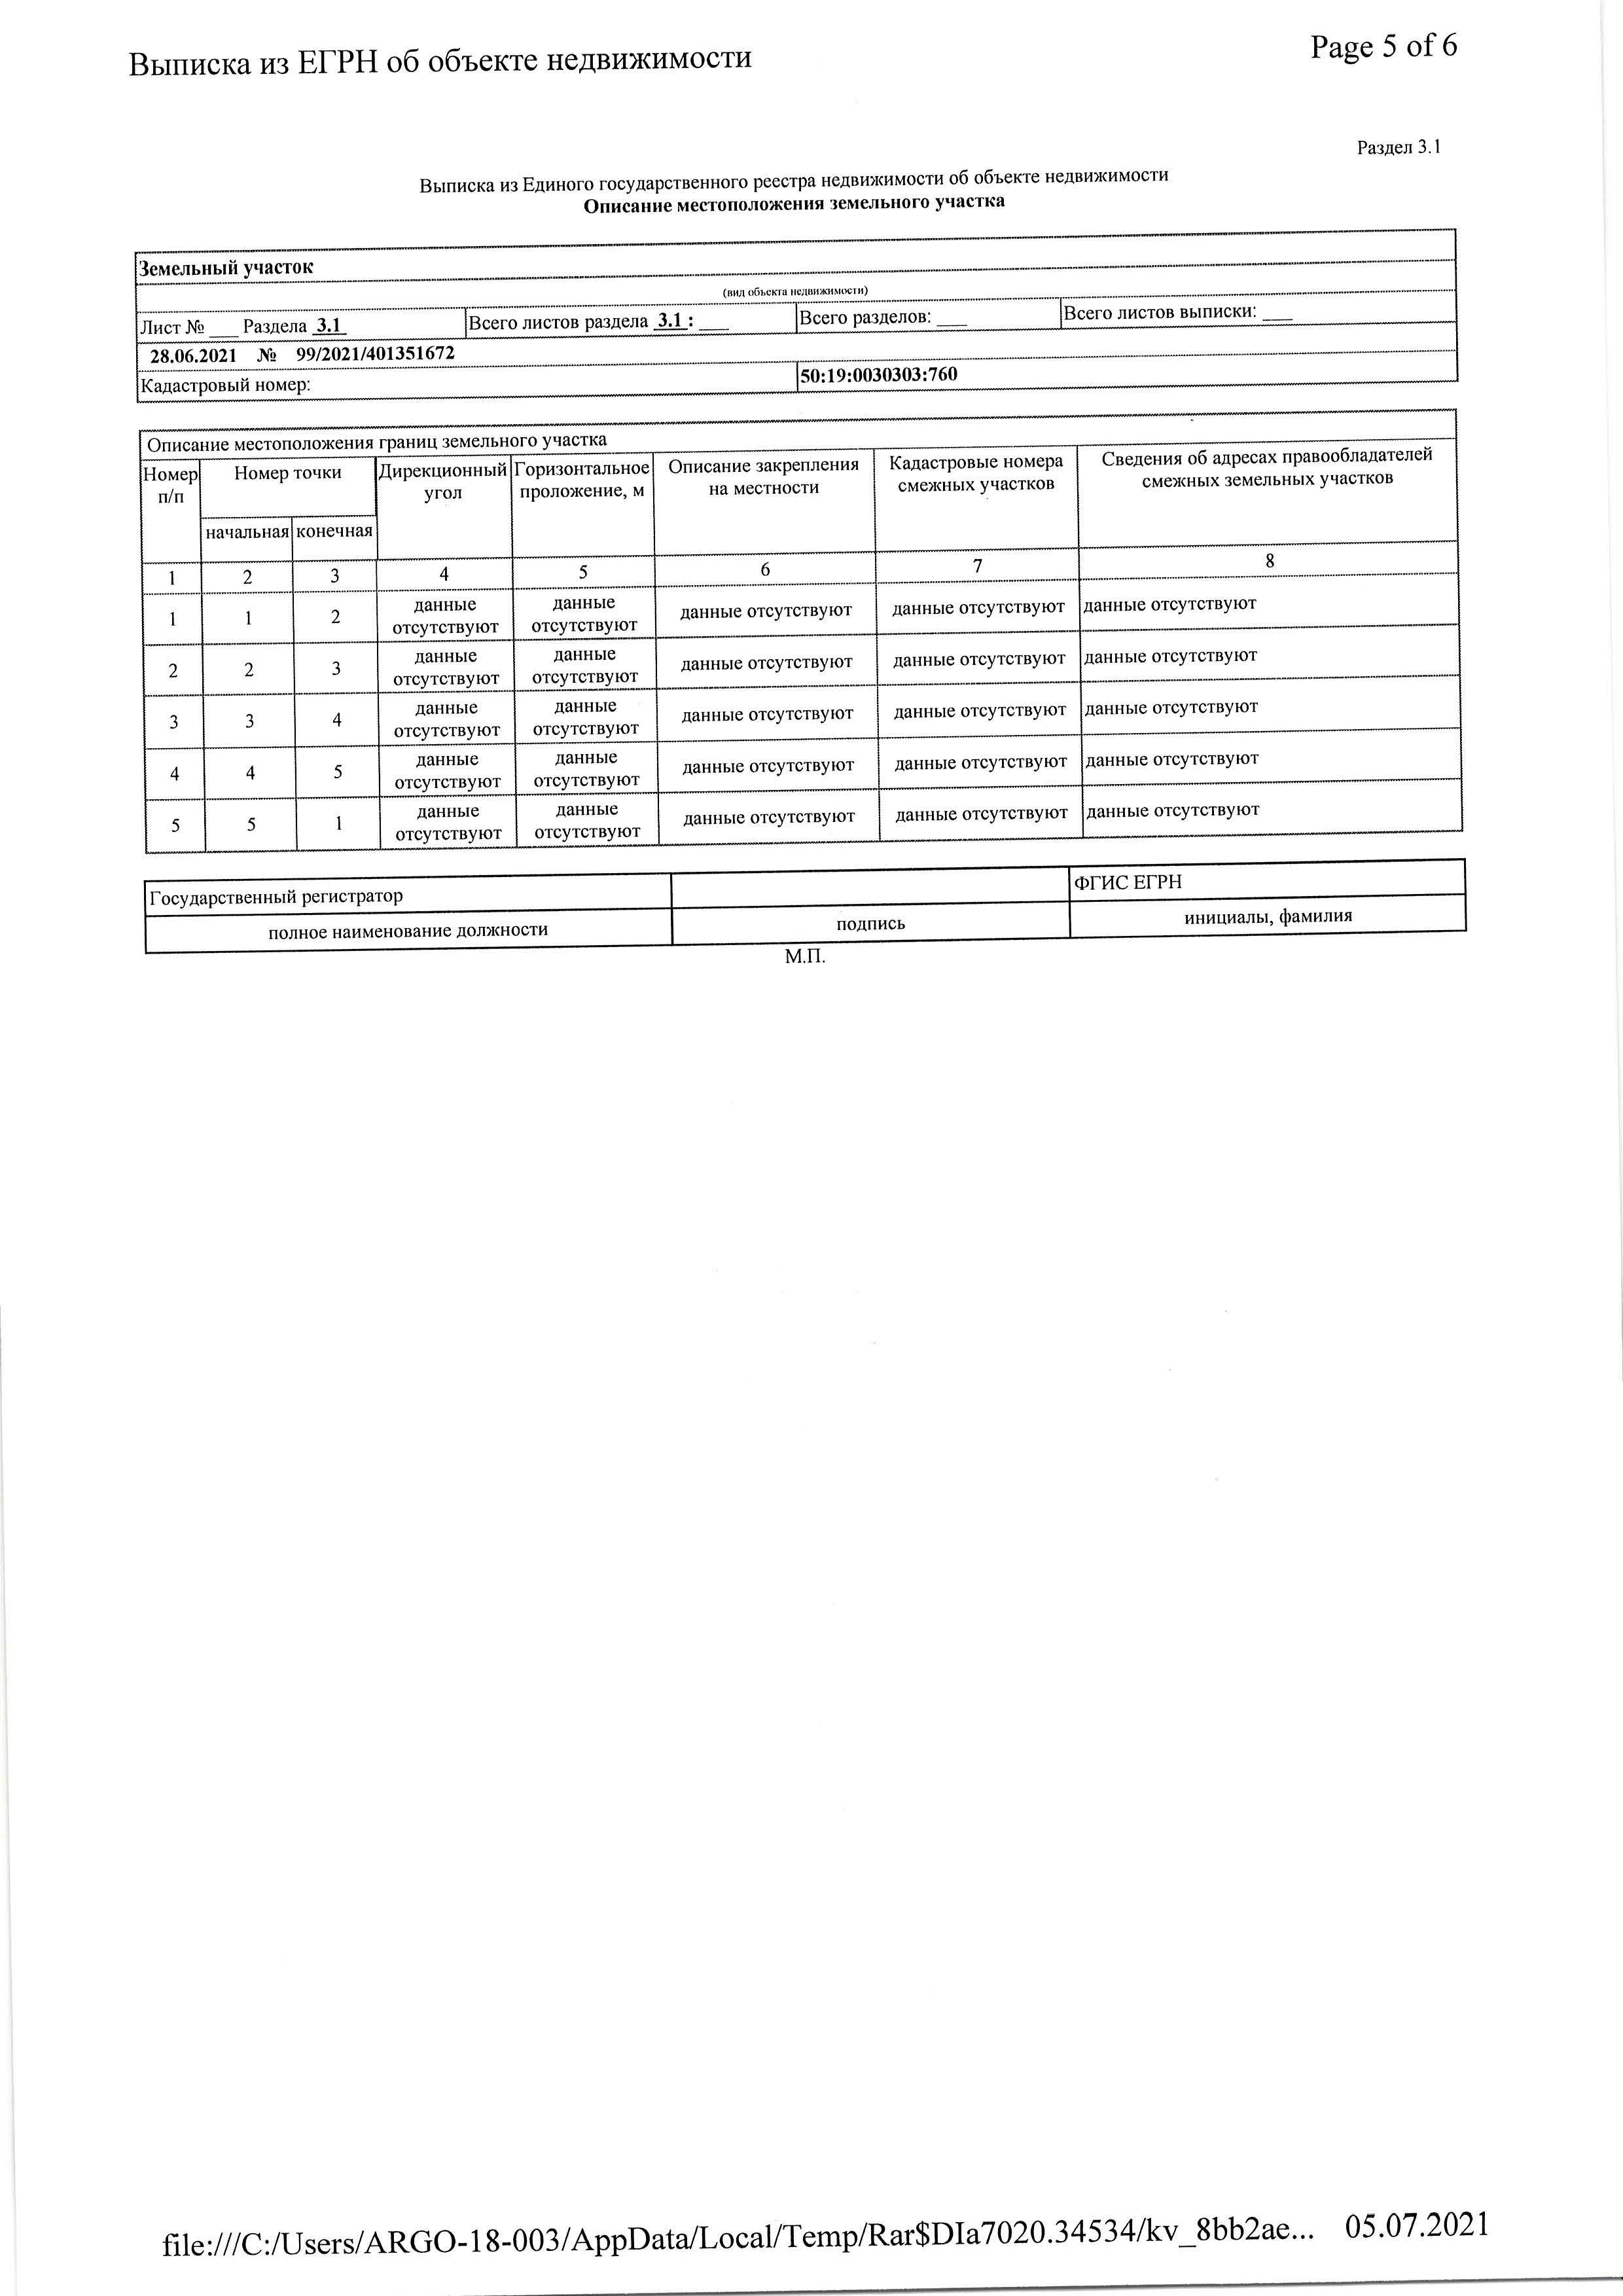 Выписка из ЕГРН об объекте недвижимости Page 5 of 6
Раздел 3.1
Выписка из Единого государственного реестра недвижимости об объекте недвижимости
Описание местоположения земельного участка
Земельный участок
(вид объекта недвижимости)
Лист № ___ Раздела 3.1 Всего листов раздела 3.1 : ___ Всего разделов: ___ Всего листов выписки: ___
28.06.2021 № 99/2021/401351672
Кадастровый номер: 50:19:0030303:760
Описание местоположения границ земельного участка
Номер п/п Номер точки Дирекционный угол Горизонтальное проложение, м Описание закрепления на местности Кадастровые номера смежных участков Сведения об адресах правообладателей смежных земельных участков
начальная конечная
1 2 3 4 5 6 7 8
1 1 2 данные отсутствуют данные отсутствуют данные отсутствуют данные отсутствуют данные отсутствуют
2 2 3 данные отсутствуют данные отсутствуют данные отсутствуют данные отсутствуют данные отсутствуют
3 3 4 данные отсутствуют данные отсутствуют данные отсутствуют данные отсутствуют данные отсутствуют
4 4 5 данные отсутствуют данные отсутствуют данные отсутствуют данные отсутствуют данные отсутствуют
5 5 1 данные отсутствуют данные отсутствуют данные отсутствуют данные отсутствуют данные отсутствуют
Государственный регистратор ФГИС ЕГРН
полное наименование должности подпись инициалы, фамилия
М.П.
file:///C:/Users/ARGO-18-003/AppData/Local/Temp/Rar$DIa7020.34534/kv_8bb2ae... 05.07.2021